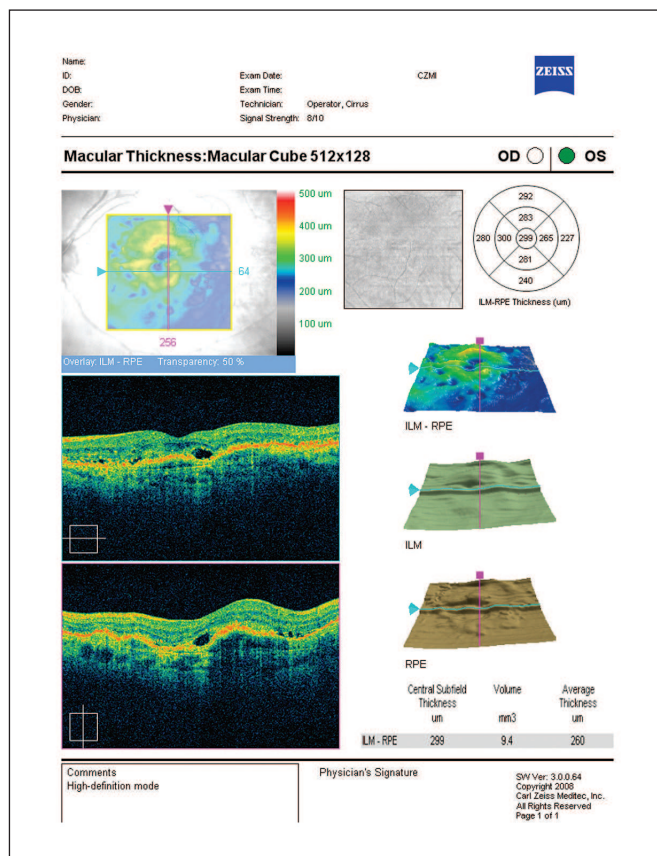 Name:
ID:
Exam Date:
CZMI
DOB:
Exam Time:
Gender:
Technician:
Operator, Cirrus
Physician:
Signal Strength:
8/10
ZEISS
Macular Thickness:Macular Cube 512x128
OD
OS
500 um
400 um
300 um
200 um
100 um
64
256
Overlay: ILM - RPE Transparency: 50 %
292
283
280
300
299
265
227
281
240
ILM-RPE Thickness (um)
ILM - RPE
ILM
RPE
Central Subfield Thickness um
Volume mm3
Average Thickness um
ILM - RPE
299
9.4
260
Comments
High-definition mode
Physician's Signature
SW Ver: 3.0.0.64
Copyright 2008
Carl Zeiss Meditec, Inc.
All Rights Reserved
Page 1 of 1